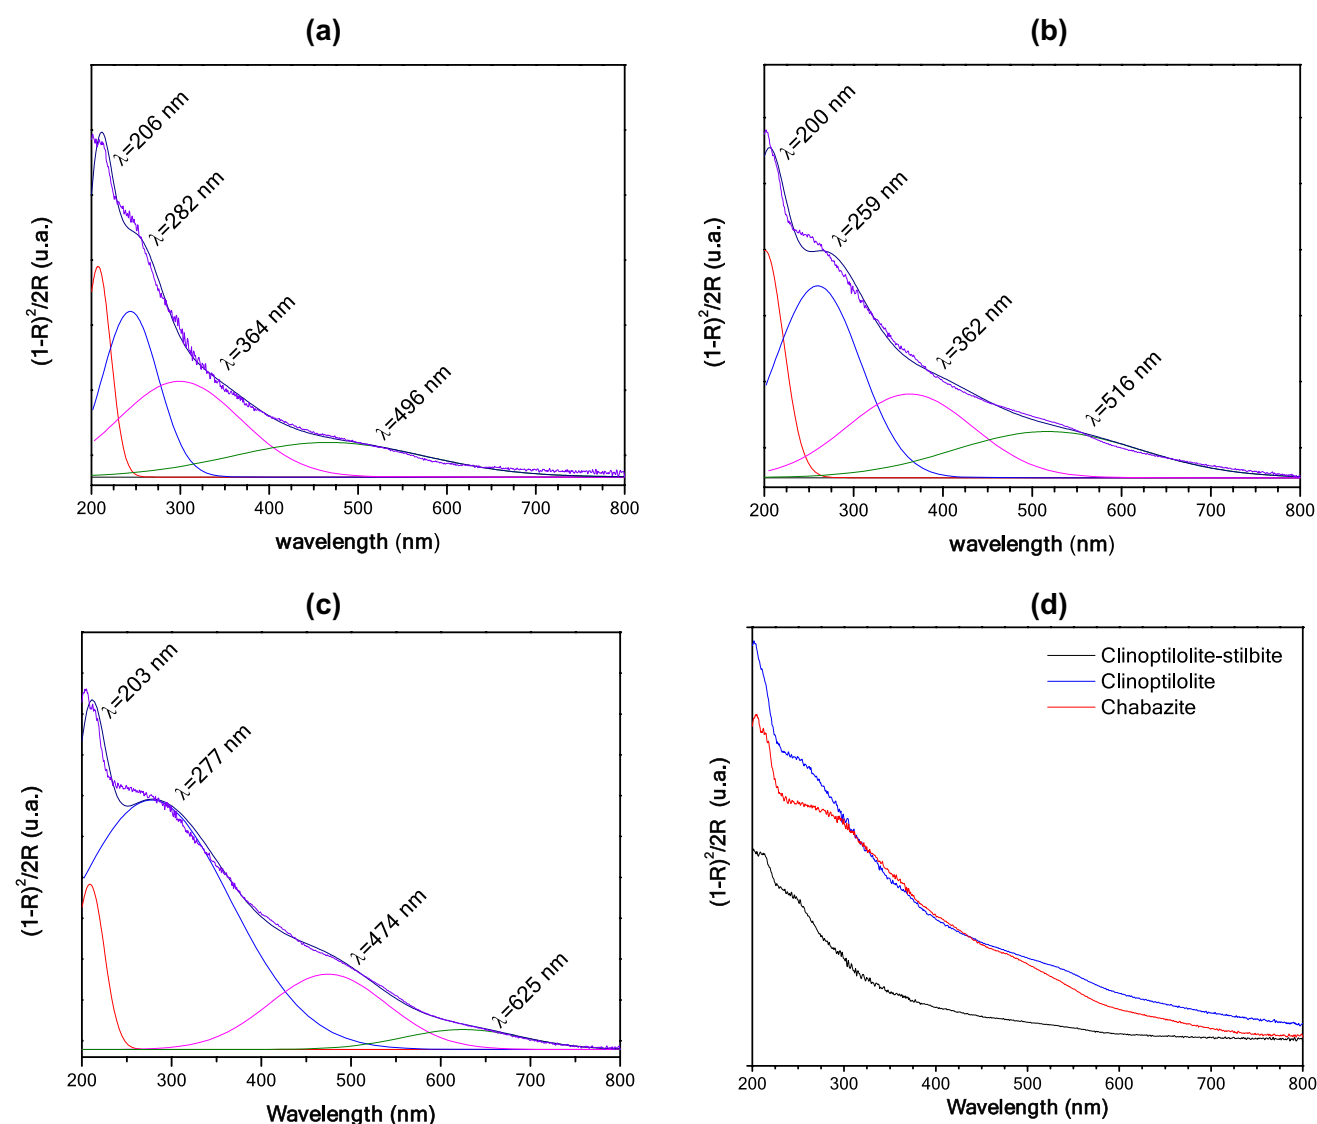 (a)
λ=206 nm
λ=282 nm
λ=364 nm
λ=496 nm
(1-R)²/2R (u.a.)
200 300 400 500 600 700 800
wavelength (nm)
(b)
λ=200 nm
λ=259 nm
λ=362 nm
λ=516 nm
(1-R)²/2R (u.a.)
200 300 400 500 600 700 800
wavelength (nm)
(c)
λ=203 nm
λ=277 nm
λ=474 nm
λ=625 nm
(1-R)²/2R (u.a.)
200 300 400 500 600 700 800
Wavelength (nm)
(d)
Clinoptilolite-stilbite
Clinoptilolite
Chabazite
(1-R)²/2R (u.a.)
200 300 400 500 600 700 800
Wavelength (nm)